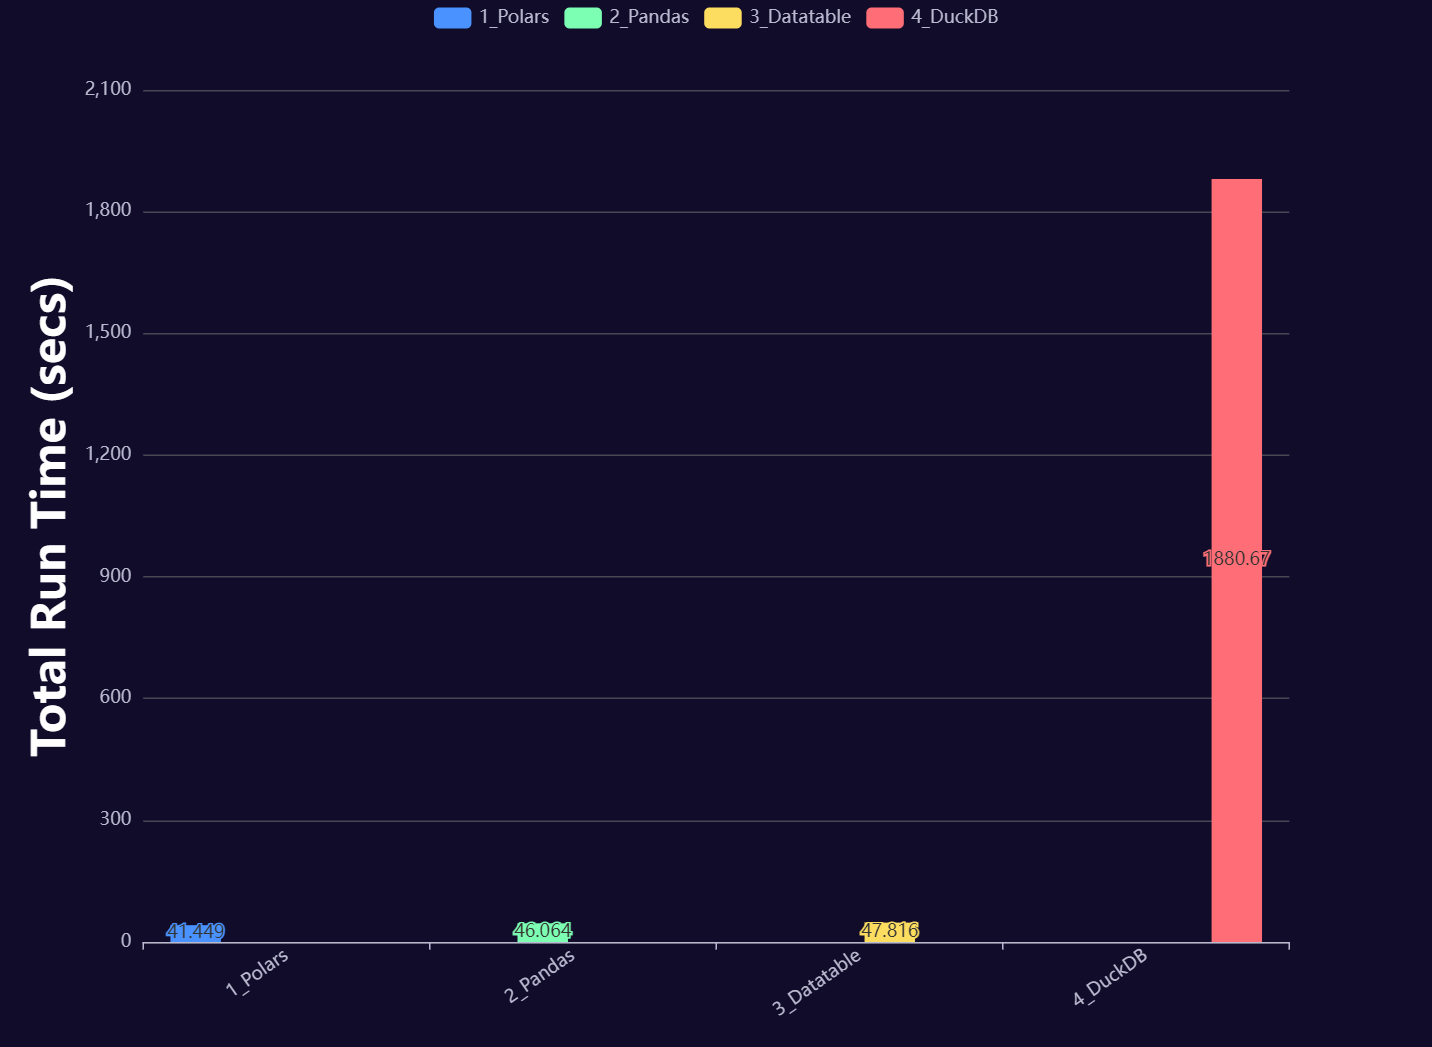 1_Polars 2_Pandas 3_Datatable 4_DuckDB
Total Run Time (secs)
2,100
1,800
1,500
1,200
900
600
300
0
1880.67
41.449 46.064 47.816
1_Polars 2_Pandas 3_Datatable 4_DuckDB